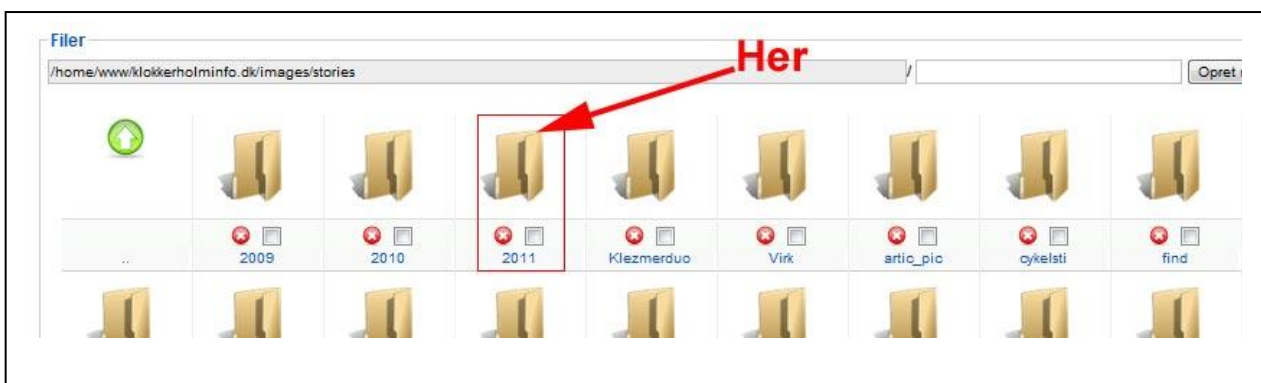 Filer
Her
/home/www/klokkerholminfo.dk/images/stories / Opret
..
2009 2010 2011 Klezmerduo Virk artic_pic cykelsti find